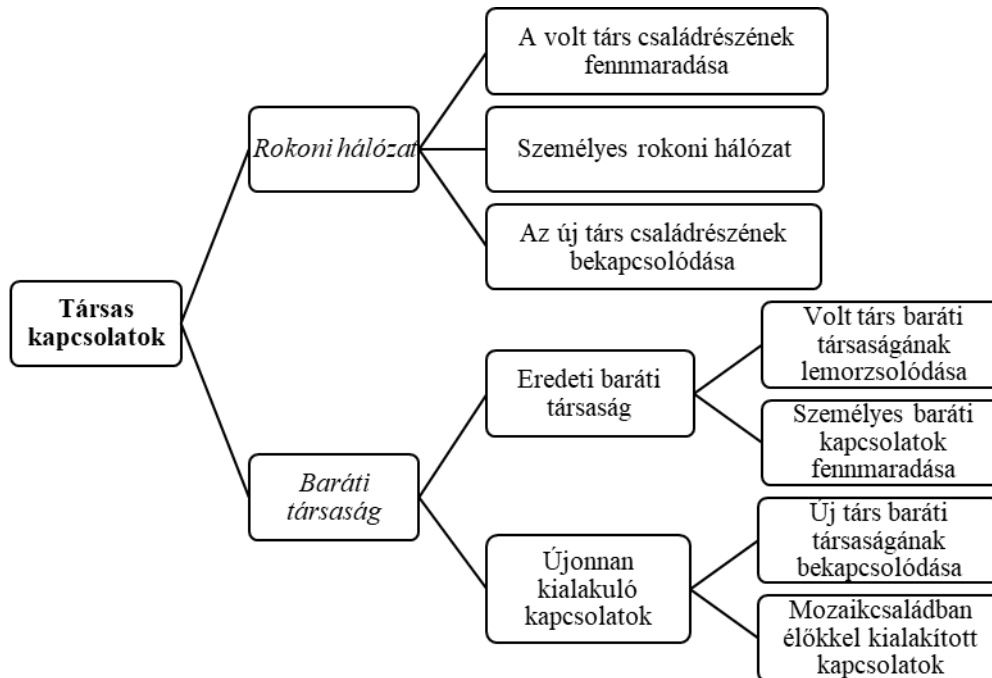 A volt társ családrészének
fennmaradása
Rokoni hálózat
Személyes rokoni hálózat
Az új társ családrészének
bekapcsolódása
Társas
kapcsolatok
Volt társ baráti
társaságának
lemorzsolódása
Eredeti baráti
társaság
Személyes baráti
kapcsolatok
fennmaradása
Baráti
társaság
Új társ baráti
társaságának
bekapcsolódása
Újonnan
kialakuló
kapcsolatok
Mozaikcsaládban
élőkkel kialakított
kapcsolatok